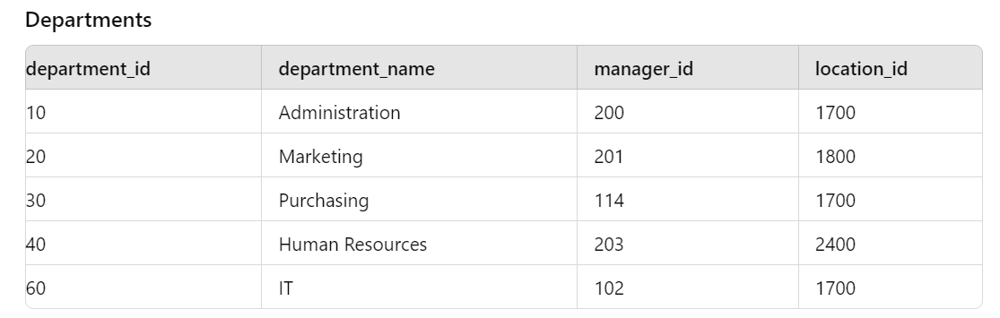 Departments
department_id department_name manager_id location_id
10 Administration 200 1700
20 Marketing 201 1800
30 Purchasing 114 1700
40 Human Resources 203 2400
60 IT 102 1700